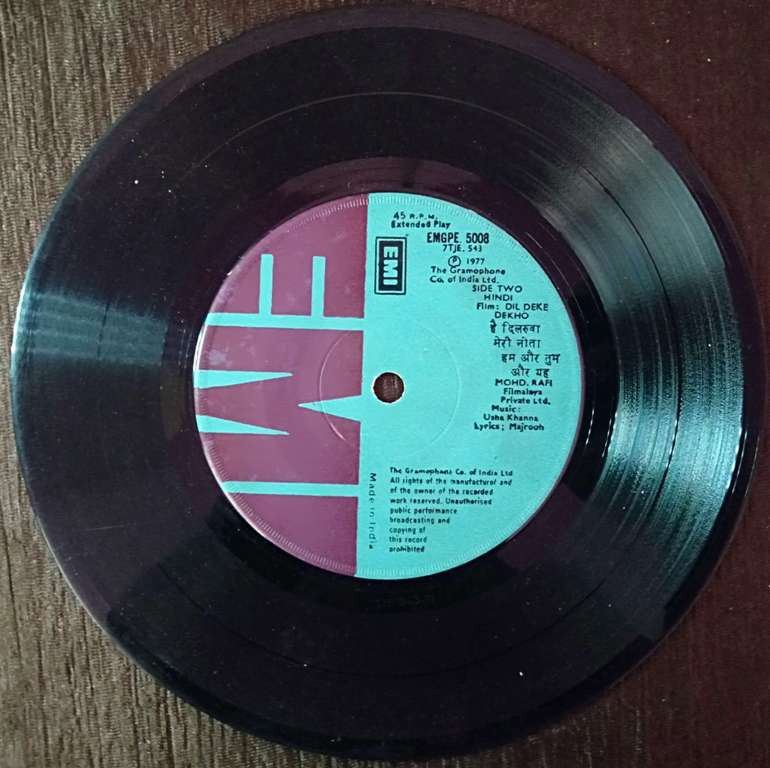 EMI
45 R.P.M.
Extended Play
EMGPE. 5008
7TJE. 543
EMI
Ⓟ 1977
The Gramophone
Co. of India Ltd.
SIDE TWO
HINDI
Film: DIL DEKE
DEKHO
है दिलरुबा
मेरी नीता
हम और तुम
और यह
MOHD. RAFI
Filmalaya
Private Ltd.
Music:
Usha Khanna
Lyrics; Majrooh
The Gramophone Co. of India Ltd
All rights of the manufacturol and
of the owner of the recorded
work reserved. Unauthorised
public performance
broadcasting and
copying of
this record
prohibited
Made in India